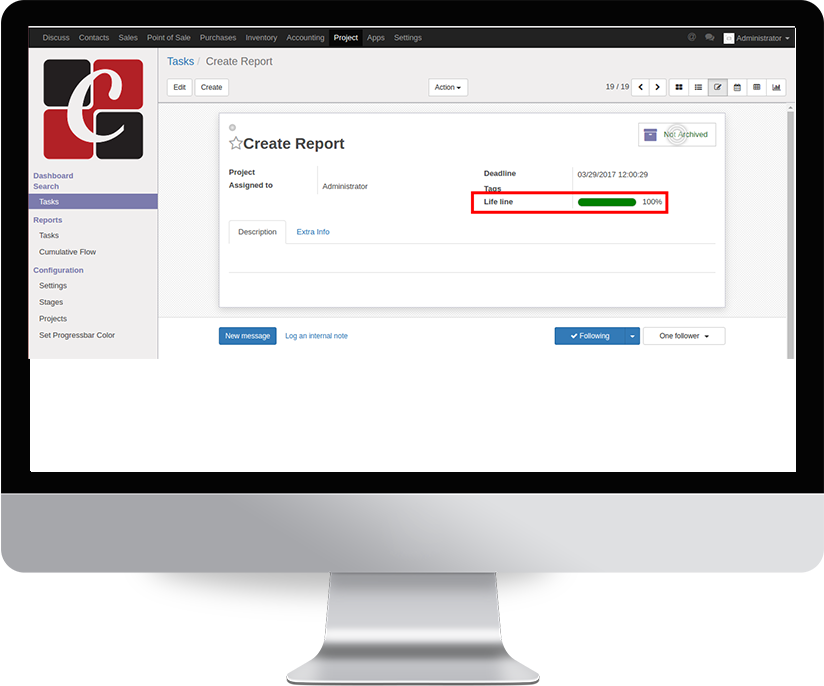 Discuss Contacts Sales Point of Sale Purchases Inventory Accounting Project Apps Settings @ Administrator
C
Tasks / Create Report
Edit Create Action 19 / 19
Create Report
Not Archived
Project
Assigned to Administrator
Deadline 03/29/2017 12:00:29
Tags
Life line 100%
Description Extra Info
New message Log an internal note Following One follower
Dashboard
Search
Tasks
Reports
Tasks
Cumulative Flow
Configuration
Settings
Stages
Projects
Set Progressbar Color